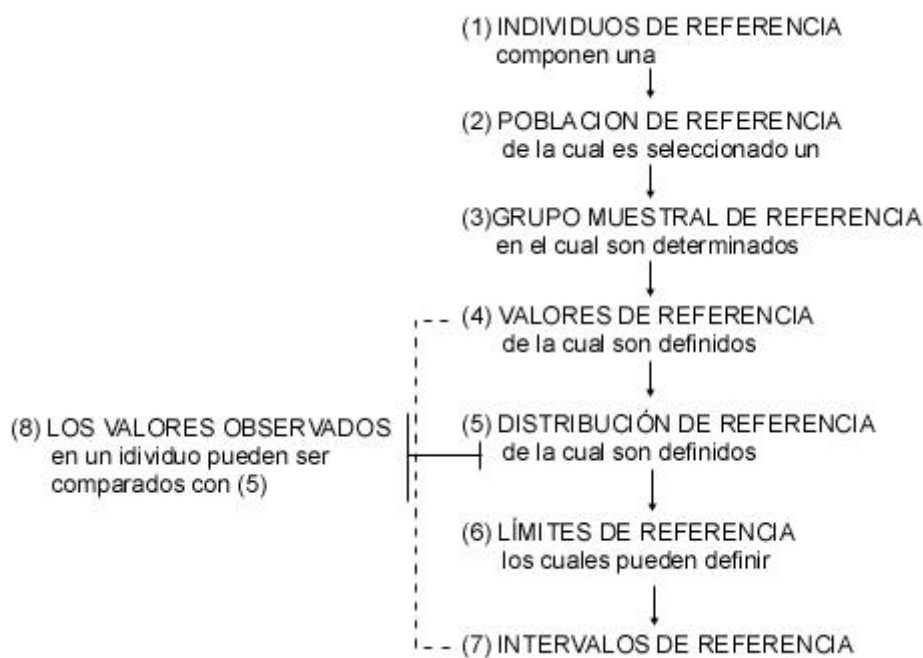 (1) INDIVIDUOS DE REFERENCIA
componen una
(2) POBLACION DE REFERENCIA
de la cual es seleccionado un
(3)GRUPO MUESTRAL DE REFERENCIA
en el cual son determinados
(4) VALORES DE REFERENCIA
de la cual son definidos
(5) DISTRIBUCIÓN DE REFERENCIA
de la cual son definidos
(6) LÍMITES DE REFERENCIA
los cuales pueden definir
(7) INTERVALOS DE REFERENCIA
(8) LOS VALORES OBSERVADOS
en un idividuo pueden ser
comparados con (5)